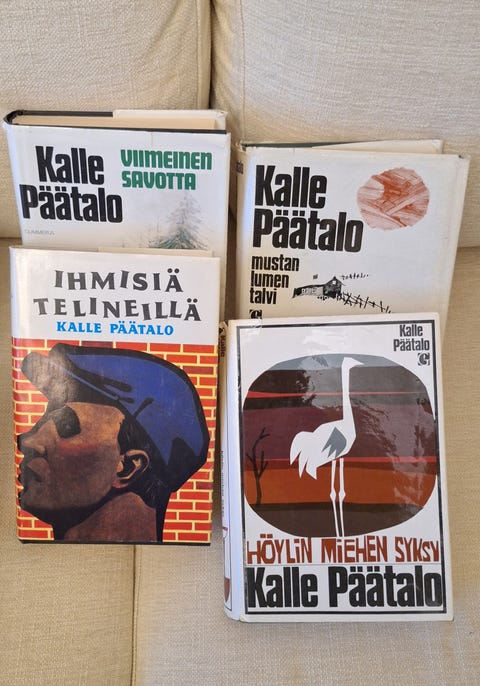 Kalle
Päätalo
VIIMEINEN
SAVOTTA
GUMMERUS
Kalle
Päätalo
mustan
lumen
talvi
IHMISIÄ
TELINEILLÄ
KALLE PÄÄTALO
Kalle
Päätalo
HÖYLIN MIEHEN SYKSY
Kalle Päätalo